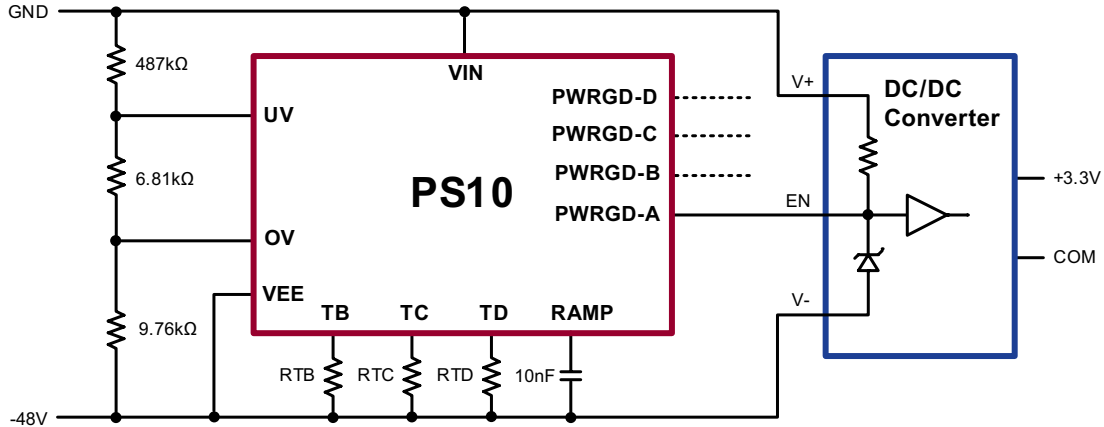 GND
487kΩ
VIN
V+
DC/DC
Converter
UV
PWRGD-D
PWRGD-C
6.81kΩ
PS10
PWRGD-B
+3.3V
EN
PWRGD-A
OV
COM
VEE
V-
TB
TC
TD
RAMP
9.76kΩ
RTB
RTC
RTD
10nF
-48V